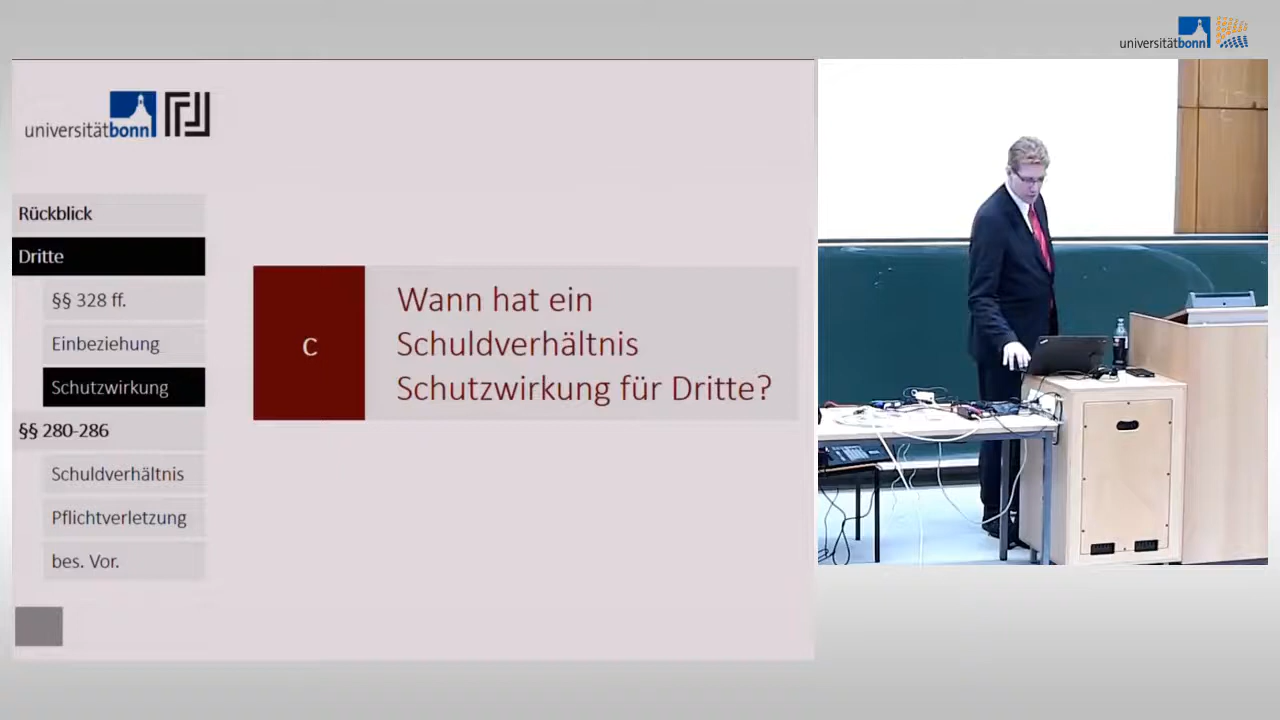 universitätbonn
universitätbonn
Rückblick
Dritte
§§ 328 ff.
Einbeziehung
Schutzwirkung
§§ 280-286
Schuldverhältnis
Pflichtverletzung
bes. Vor.
C
Wann hat ein
Schuldverhältnis
Schutzwirkung für Dritte?